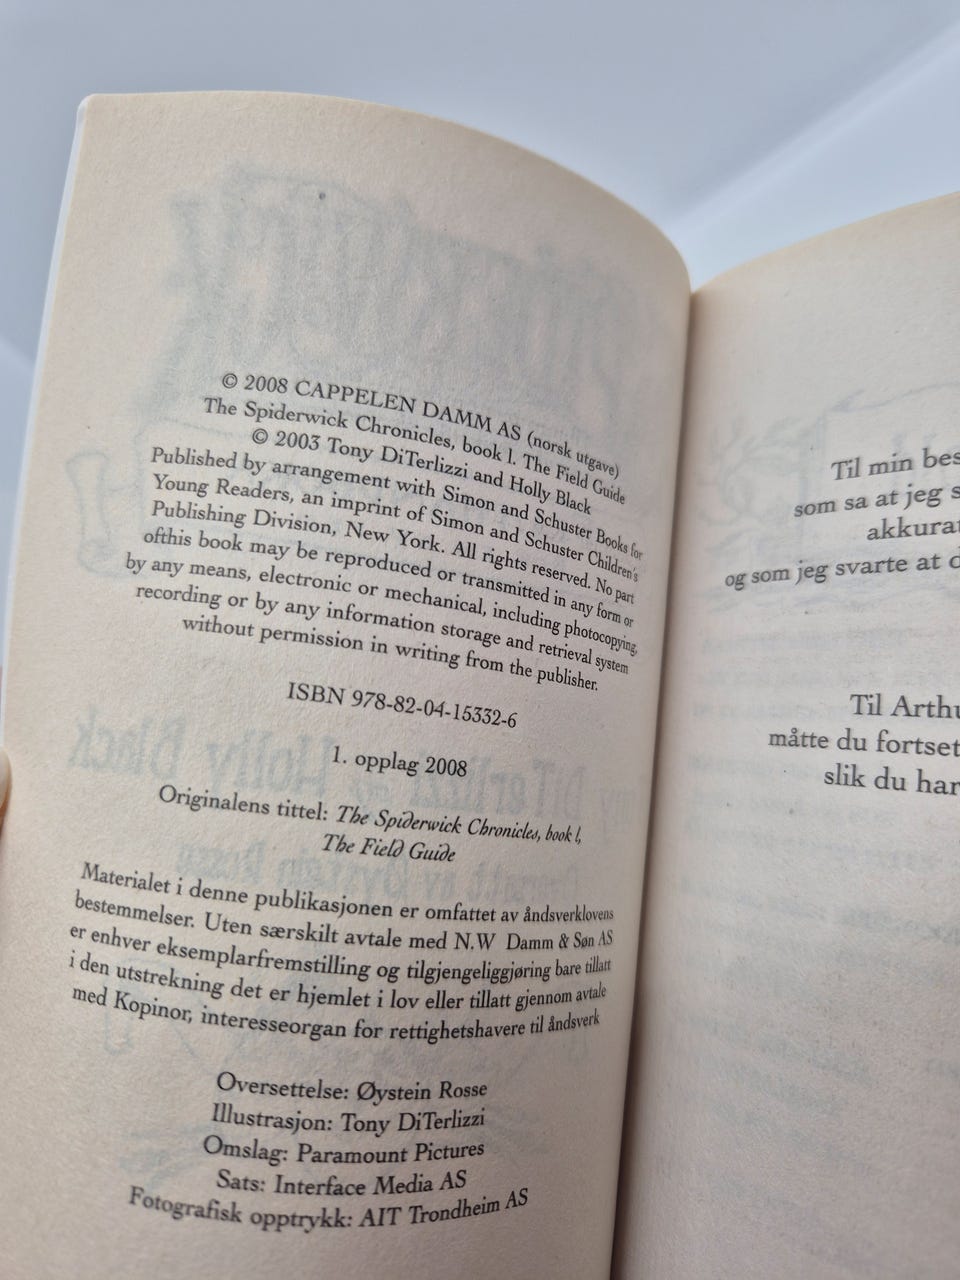 © 2008 CAPPELEN DAMM AS (norsk utgave)
The Spiderwick Chronicles, book 1. The Field Guide
© 2003 Tony DiTerlizzi and Holly Black
Published by arrangement with Simon and Schuster Books for
Young Readers, an imprint of Simon and Schuster Children's
Publishing Division, New York. All rights reserved. No part
ofthis book may be reproduced or transmitted in any form or
by any means, electronic or mechanical, including photocopying,
recording or by any information storage and retrieval system
without permission in writing from the publisher.
ISBN 978-82-04-15332-6
1. opplag 2008
Originalens tittel: The Spiderwick Chronicles, book 1,
The Field Guide
Materialet i denne publikasjonen er omfattet av åndsverklovens
bestemmelser. Uten særskilt avtale med N.W Damm & Søn AS
er enhver eksemplarfremstilling og tilgjengeliggjøring bare tillatt
i den utstrekning det er hjemlet i lov eller tillatt gjennom avtale
med Kopinor, interesseorgan for rettighetshavere til åndsverk
Oversettelse: Øystein Rosse
Illustrasjon: Tony DiTerlizzi
Omslag: Paramount Pictures
Sats: Interface Media AS
Fotografisk opptrykk: AIT Trondheim AS
Til min bes
som sa at jeg s
akkurat
og som jeg svarte at d
Til Arthu
måtte du fortset
slik du har